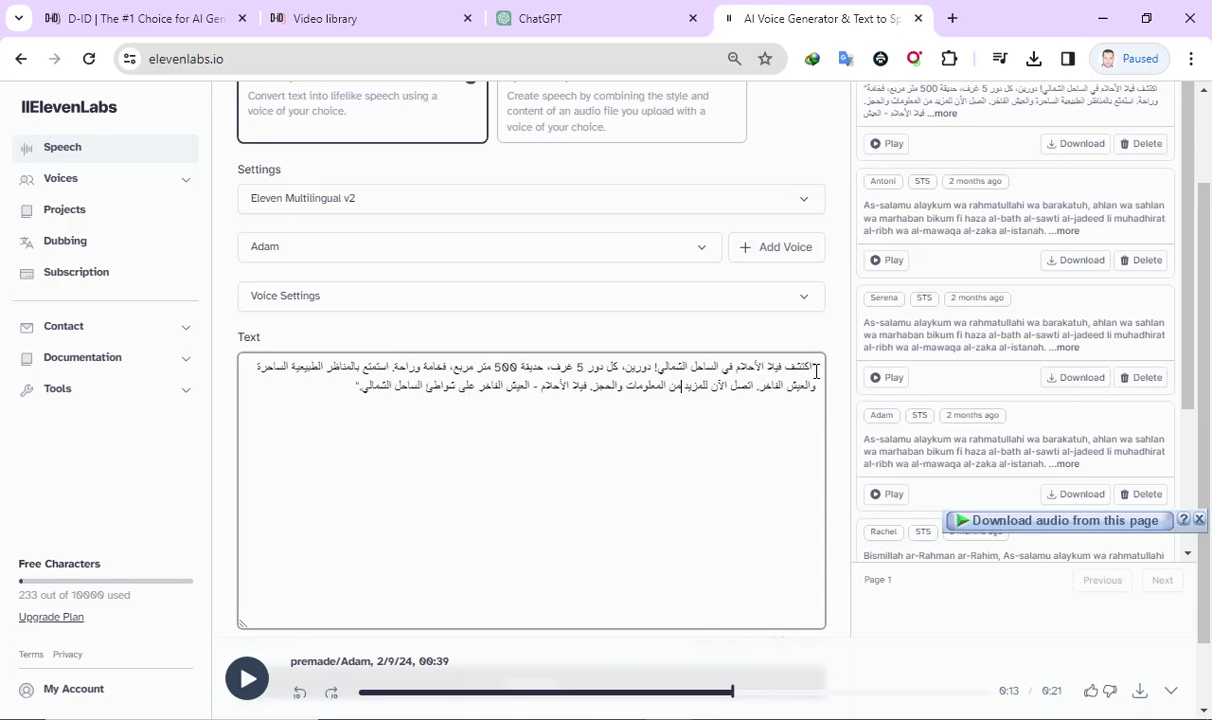 D-ID | The #1 Choice for AI Gener
Video library
ChatGPT
AI Voice Generator & Text to Sp
elevenlabs.io
Paused
IIElevenLabs
Speech
Voices
Projects
Dubbing
Subscription
Contact
Documentation
Tools
Free Characters
233 out of 10000 used
Upgrade Plan
Terms Privacy
My Account
Convert text into lifelike speech using a
voice of your choice.
Create speech by combining the style and
content of an audio file you upload with a
voice of your choice.
Settings
Eleven Multilingual v2
Adam
+ Add Voice
Voice Settings
Text
"اكتشف فيلا الأحلام في الساحل الشمالي! دورين، كل دور 5 غرف، حديقة 500 متر مربع، فخامة وراحة. استمتع بالمناظر الطبيعية الساحرة
والعيش الفاخر. اتصل الآن للمزيد من المعلومات والحجز. فيلا الأحلام - العيش الفاخر على شواطئ الساحل الشمالي."
premade/Adam, 2/9/24, 00:39
0:13 / 0:21
"اكتشف فيلا الأحلام في الساحل الشمالي! دورين، كل دور 5 غرف، حديقة 500 متر مربع، فخامة
وراحة. استمتع بالمناظر الطبيعية الساحرة والعيش الفاخر. اتصل الآن للمزيد من المعلومات والحجز.
فيلا الأحلام - العيش ...more
Play Download Delete
Antoni STS 2 months ago
As-salamu alaykum wa rahmatullahi wa barakatuh, ahlan wa sahlan
wa marhaban bikum fi haza al-bath al-sawti al-jadeed li muhadhirat
al-ribh wa al-mawaqa al-zaka al-istanah. ...more
Play Download Delete
Serena STS 2 months ago
As-salamu alaykum wa rahmatullahi wa barakatuh, ahlan wa sahlan
wa marhaban bikum fi haza al-bath al-sawti al-jadeed li muhadhirat
al-ribh wa al-mawaqa al-zaka al-istanah. ...more
Play Download Delete
Adam STS 2 months ago
As-salamu alaykum wa rahmatullahi wa barakatuh, ahlan wa sahlan
wa marhaban bikum fi haza al-bath al-sawti al-jadeed li muhadhirat
al-ribh wa al-mawaqa al-zaka al-istanah. ...more
Play Download Delete
Download audio from this page ? X
Rachel STS
Bismillah ar-Rahman ar-Rahim, As-salamu alaykum wa rahmatullahi
Page 1 Previous Next